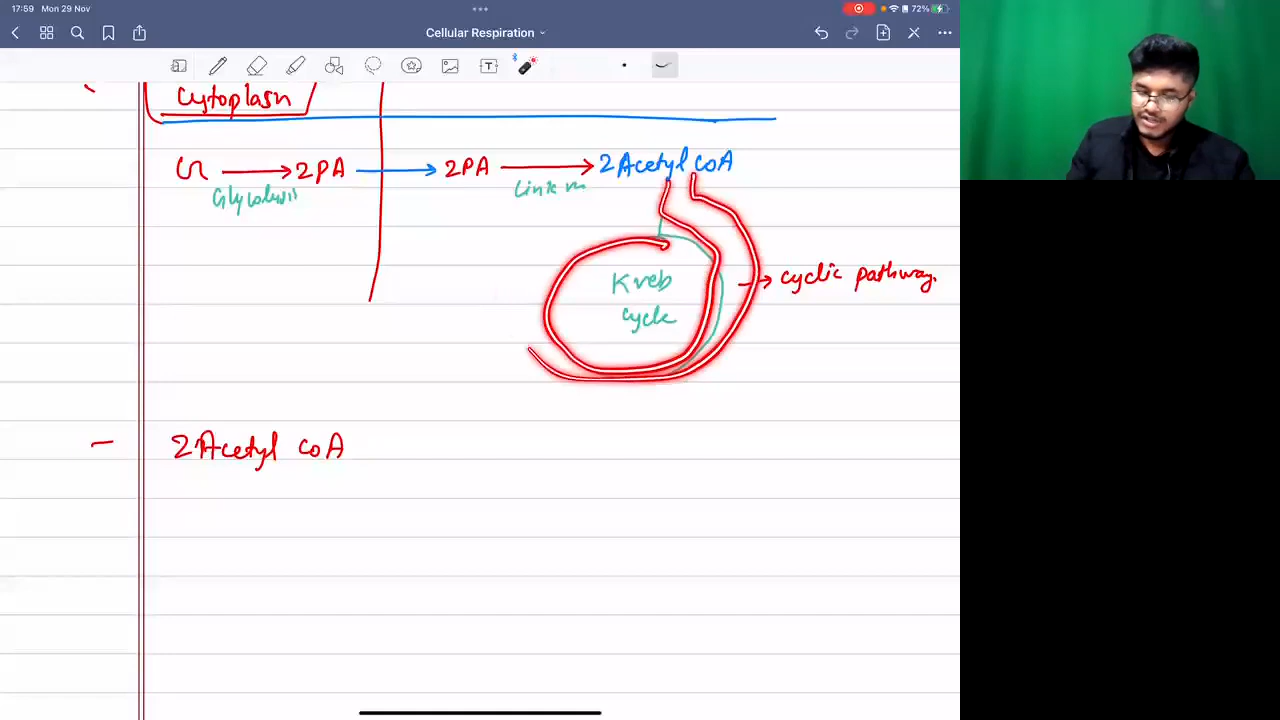 17:59 Mon 29 Nov
72%
Cellular Respiration
T
Cytoplasm
2PA
2PA
2Acetyl CoA
Glycolysis
Link
Kreb
cycle
cyclic pathway.
2Acetyl CoA